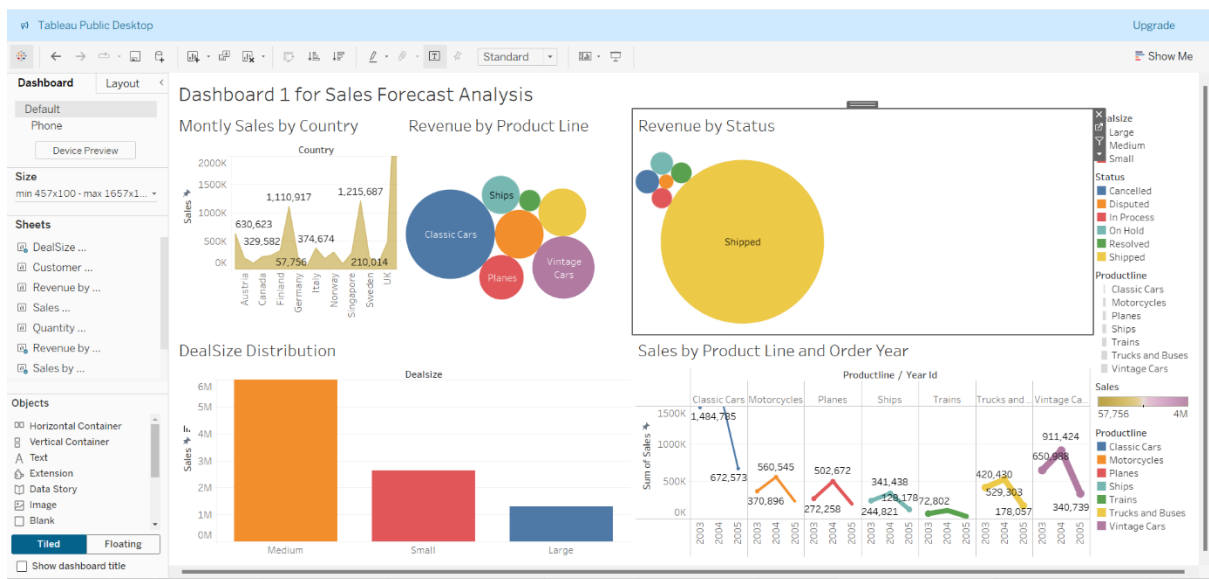 Tableau Public Desktop
Upgrade
Standard
Show Me
Dashboard
Layout
Default
Phone
Device Preview
Size
min 457x100 - max 1657x1...
Sheets
DealSize ...
Customer ...
Revenue by ...
Sales ...
Quantity ...
Revenue by ...
Sales by ...
Objects
Horizontal Container
Vertical Container
Text
Extension
Data Story
Image
Blank
Tiled
Floating
Show dashboard title
Dashboard 1 for Sales Forecast Analysis
Montly Sales by Country
Country
Sales
2000K
1500K
1000K
500K
0K
630,623
329,582
1,110,917
57,756
374,674
1,215,687
210,014
Austria
Canada
Finland
Germany
Italy
Norway
Singapore
Sweden
UK
Revenue by Product Line
Classic Cars
Ships
Planes
Vintage
Cars
Revenue by Status
Shipped
DealSize Distribution
Dealsize
Sales
6M
5M
4M
3M
2M
1M
0M
Medium
Small
Large
Sales by Product Line and Order Year
Productline / Year Id
Classic Cars
Motorcycles
Planes
Ships
Trains
Trucks and ..
Vintage Ca..
Sum of Sales
1500K
1000K
500K
0K
1,484,785
672,573
370,896
560,545
272,258
502,672
244,821
341,438
128,178
72,802
420,430
529,303
178,057
650,988
911,424
340,739
2003
2004
2005
2003
2004
2005
2003
2004
2005
2003
2004
2005
2003
2004
2005
2003
2004
2005
2003
2004
2005
alsize
Large
Medium
Small
Status
Cancelled
Disputed
In Process
On Hold
Resolved
Shipped
Productline
Classic Cars
Motorcycles
Planes
Ships
Trains
Trucks and Buses
Vintage Cars
Sales
57,756
4M
Productline
Classic Cars
Motorcycles
Planes
Ships
Trains
Trucks and Buses
Vintage Cars